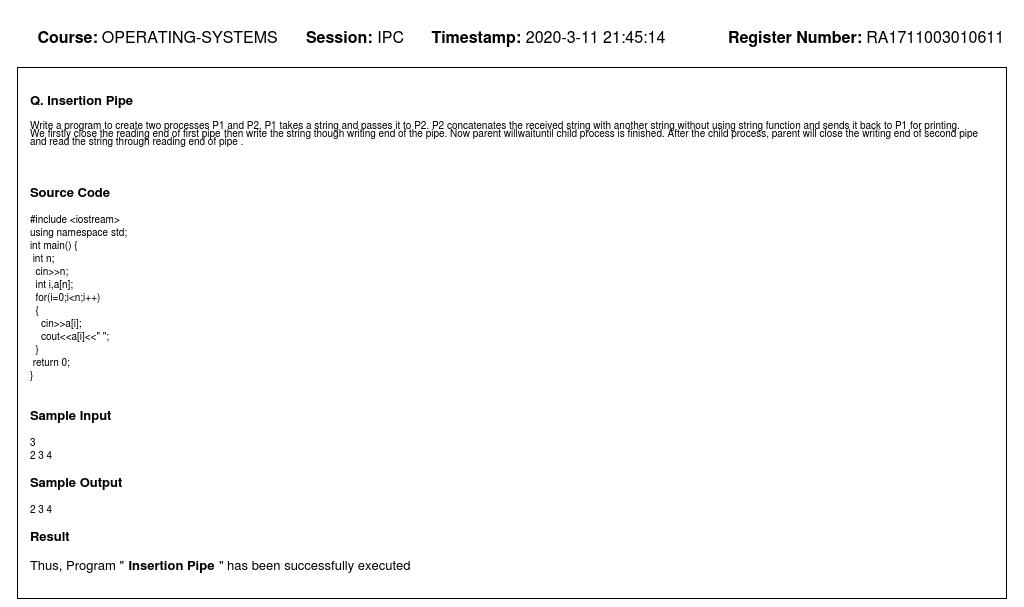 Course: OPERATING-SYSTEMS Session: IPC Timestamp: 2020-3-11 21:45:14 Register Number: RA1711003010611
Q. Insertion Pipe
Write a program to create two processes P1 and P2. P1 takes a string and passes it to P2. P2 concatenates the received string with another string without using string function and sends it back to P1 for printing.
We firstly close the reading end of first pipe then write the string though writing end of the pipe. Now parent willwaituntil child process is finished. After the child process, parent will close the writing end of second pipe
and read the string through reading end of pipe .
Source Code
#include <iostream>
using namespace std;
int main() {
 int n;
  cin>>n;
  int i,a[n];
  for(i=0;i<n;i++)
  {
    cin>>a[i];
    cout<<a[i]<<" ";
  }
 return 0;
}
Sample Input
3
2 3 4
Sample Output
2 3 4
Result
Thus, Program " Insertion Pipe " has been successfully executed